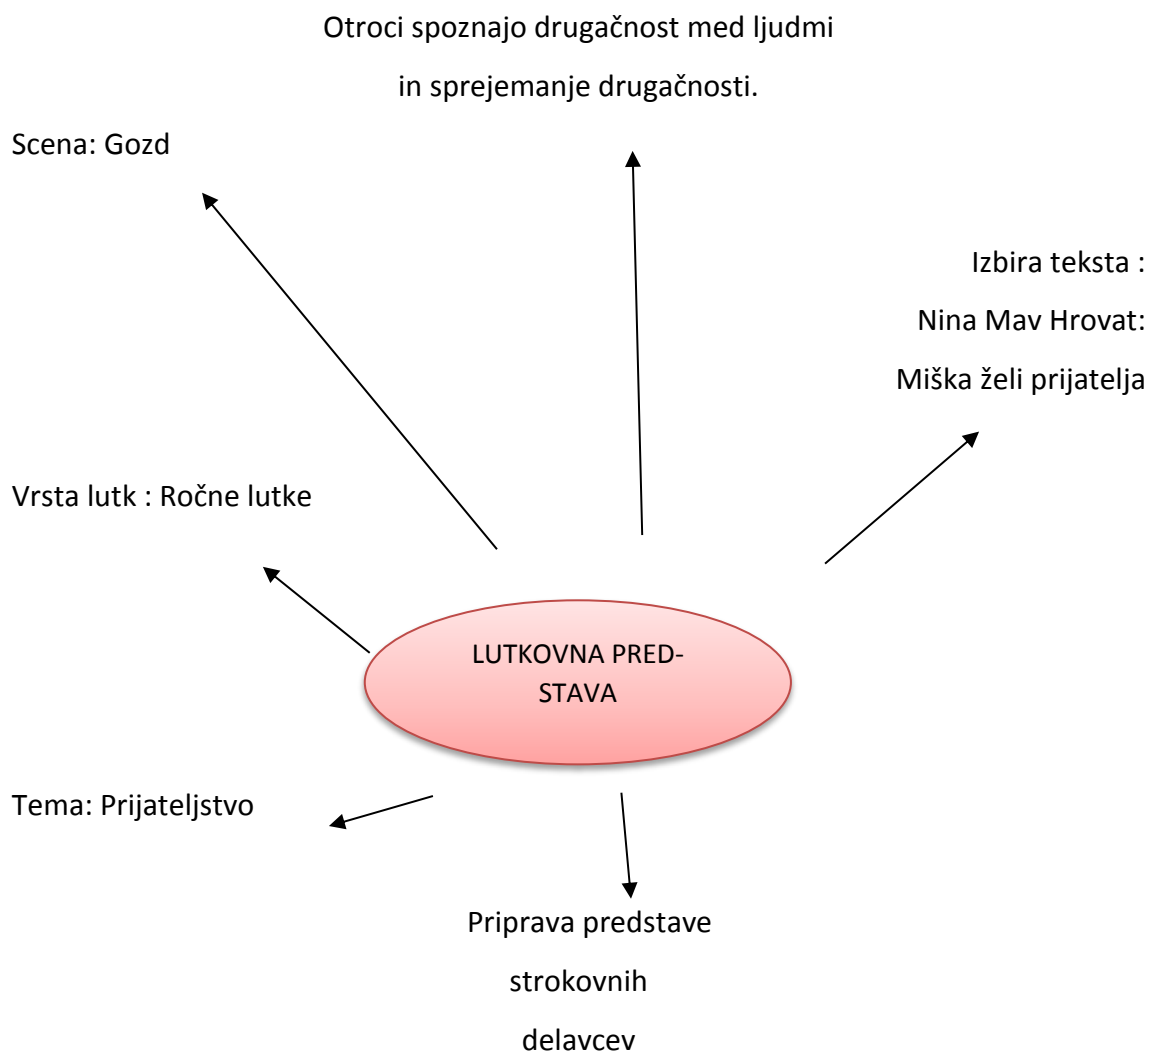 Otroci spoznajo drugačnost med ljudmi
in sprejemanje drugačnosti.
Scena: Gozd
Izbira teksta :
Nina Mav Hrovat:
Miška želi prijatelja
Vrsta lutk : Ročne lutke
LUTKOVNA PRED-
STAVA
Tema: Prijateljstvo
Priprava predstave
strokovnih
delavcev